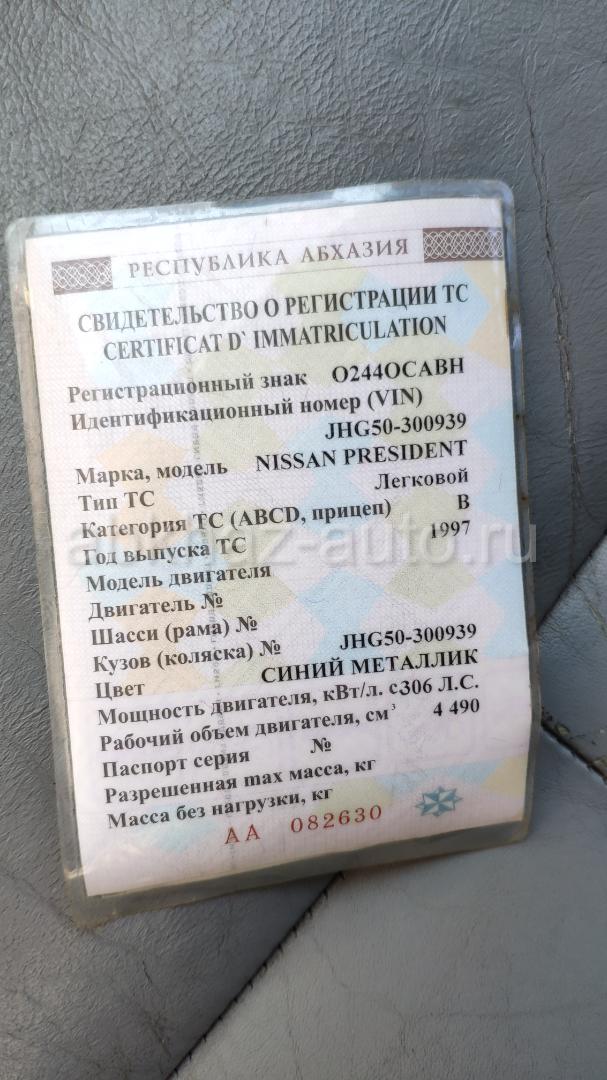 РЕСПУБЛИКА АБХАЗИЯ
СВИДЕТЕЛЬСТВО О РЕГИСТРАЦИИ ТС
CERTIFICAT D` IMMATRICULATION
Регистрационный знак О244ОСАВН
Идентификационный номер (VIN)
JHG50-300939
Марка, модель NISSAN PRESIDENT
Тип ТС Легковой
Категория ТС (ABCD, прицеп) B
Год выпуска ТС 1997
Модель двигателя
Двигатель №
Шасси (рама) №
Кузов (коляска) № JHG50-300939
Цвет СИНИЙ МЕТАЛЛИК
Мощность двигателя, кВт/л. с306 Л.С.
Рабочий объем двигателя, см³ 4 490
Паспорт серия №
Разрешенная max масса, кг
Масса без нагрузки, кг
АА 082630